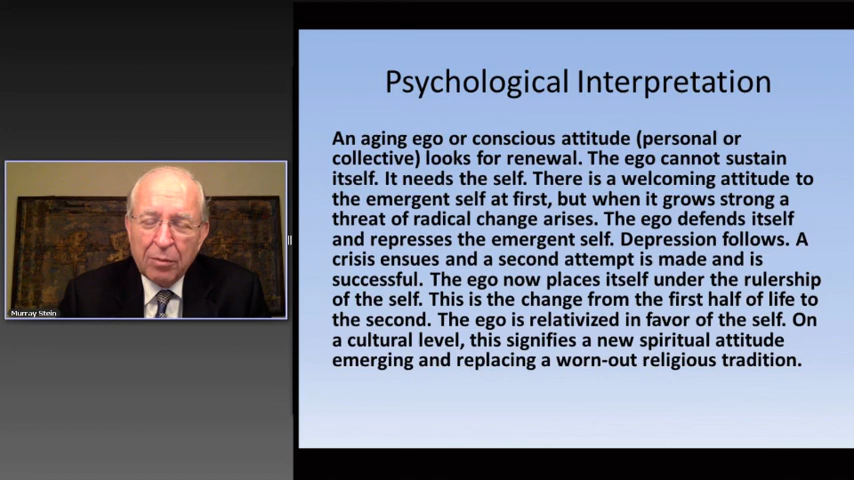 Psychological Interpretation
An aging ego or conscious attitude (personal or
collective) looks for renewal. The ego cannot sustain
itself. It needs the self. There is a welcoming attitude to
the emergent self at first, but when it grows strong a
threat of radical change arises. The ego defends itself
and represses the emergent self. Depression follows. A
crisis ensues and a second attempt is made and is
successful. The ego now places itself under the rulership
of the self. This is the change from the first half of life to
the second. The ego is relativized in favor of the self. On
a cultural level, this signifies a new spiritual attitude
emerging and replacing a worn-out religious tradition.
Murray Stein